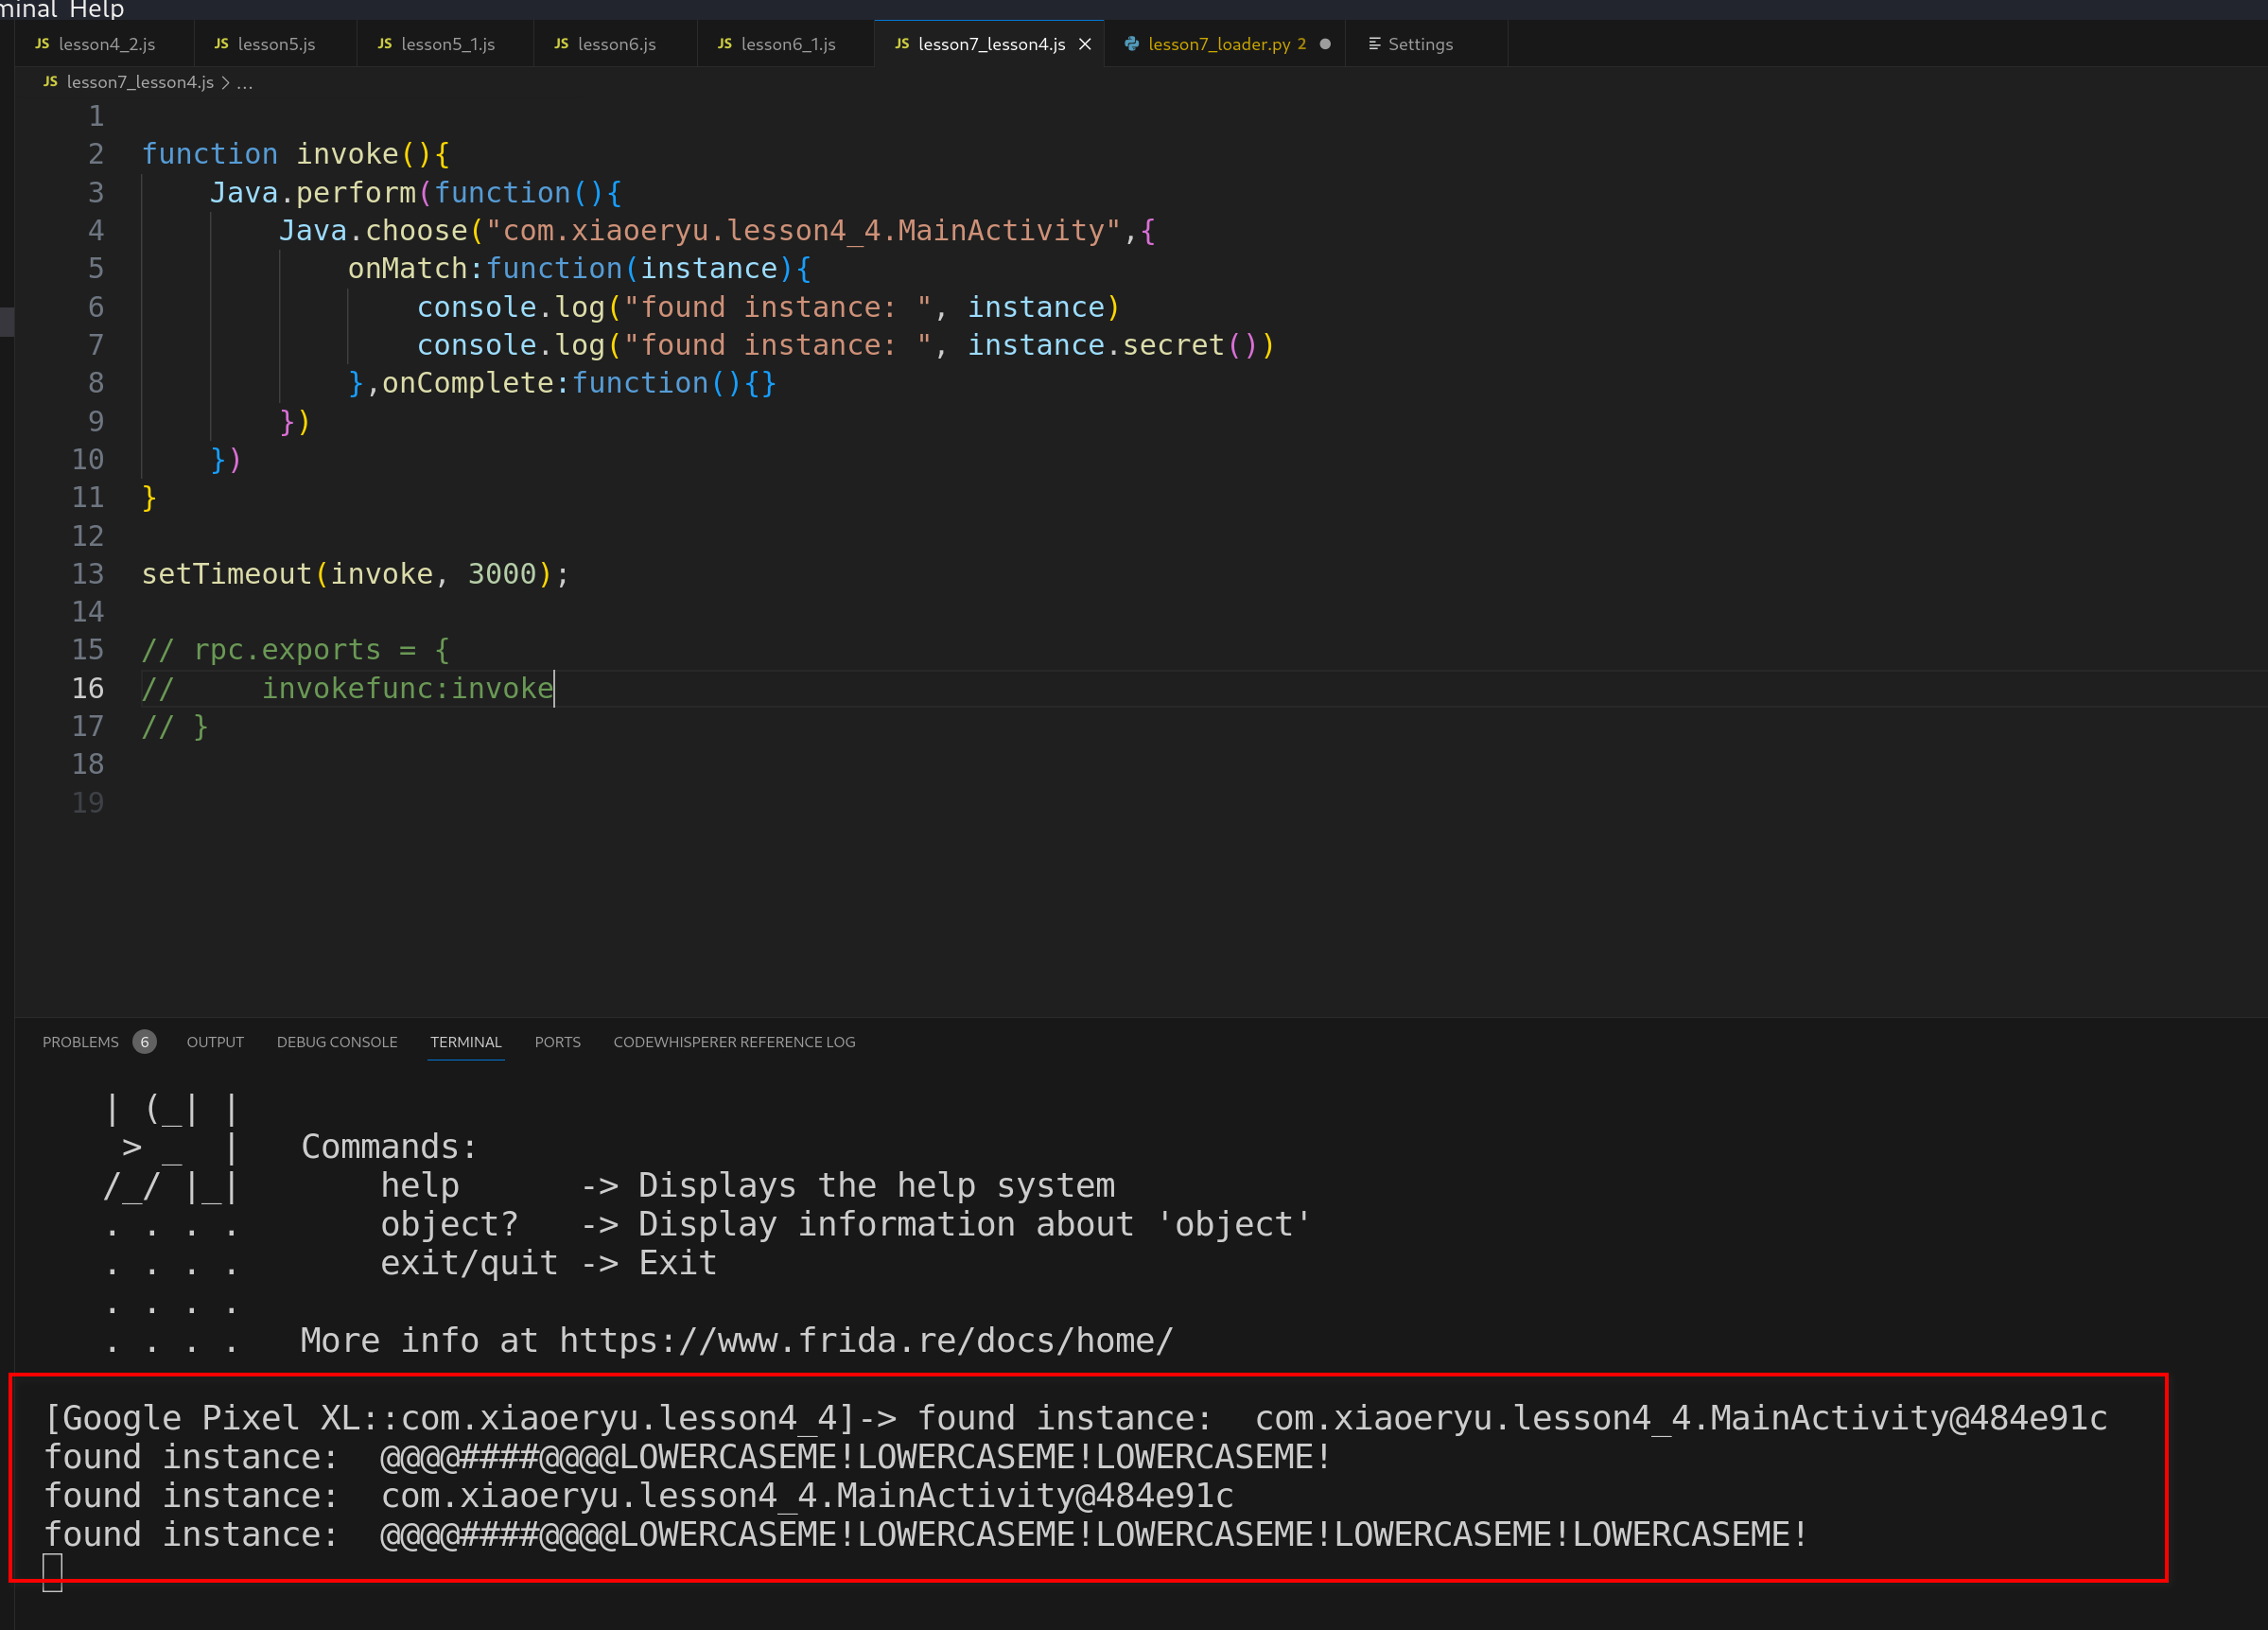 minal Help
JS lesson4_2.js JS lesson5.js JS lesson5_1.js JS lesson6.js JS lesson6_1.js JS lesson7_lesson4.js × lesson7_loader.py 2 ● Settings
JS lesson7_lesson4.js > ...
1
2 function invoke(){
3     Java.perform(function(){
4         Java.choose("com.xiaoeryu.lesson4_4.MainActivity",{
5             onMatch:function(instance){
6                 console.log("found instance: ", instance)
7                 console.log("found instance: ", instance.secret())
8             },onComplete:function(){}
9         })
10     })
11 }
12
13 setTimeout(invoke, 3000);
14
15 // rpc.exports = {
16 //     invokefunc:invoke
17 // }
18
19
PROBLEMS 6 OUTPUT DEBUG CONSOLE TERMINAL PORTS CODEWHISPERER REFERENCE LOG
| (_| |
> _  |   Commands:
/_/ |_|       help      -> Displays the help system
. . . .       object?   -> Display information about 'object'
. . . .       exit/quit -> Exit
. . . .
. . . .   More info at https://www.frida.re/docs/home/
[Google Pixel XL::com.xiaoeryu.lesson4_4]-> found instance:  com.xiaoeryu.lesson4_4.MainActivity@484e91c
found instance:  @@@@####@@@@LOWERCASEME!LOWERCASEME!LOWERCASEME!
found instance:  com.xiaoeryu.lesson4_4.MainActivity@484e91c
found instance:  @@@@####@@@@LOWERCASEME!LOWERCASEME!LOWERCASEME!LOWERCASEME!LOWERCASEME!